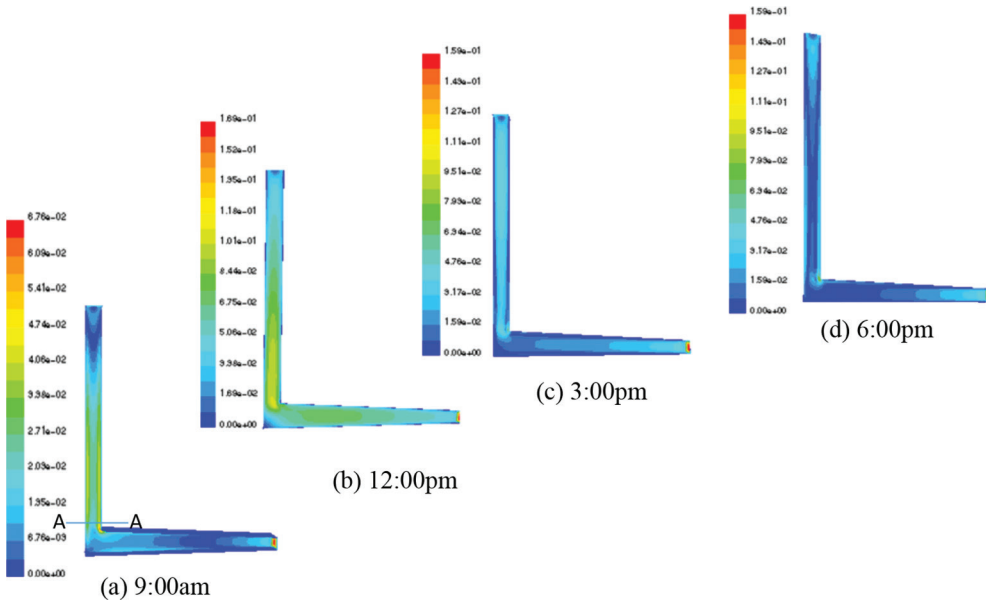 6.76e-02
6.09e-02
5.41e-02
4.74e-02
4.06e-02
3.38e-02
2.71e-02
2.03e-02
1.35e-02
6.76e-03
0.00e+00
A A
(a) 9:00am
1.69e-01
1.52e-01
1.35e-01
1.18e-01
1.01e-01
8.44e-02
6.75e-02
5.06e-02
3.38e-02
1.69e-02
0.00e+00
(b) 12:00pm
1.59e-01
1.43e-01
1.27e-01
1.11e-01
9.51e-02
7.93e-02
6.34e-02
4.76e-02
3.17e-02
1.59e-02
0.00e+00
(c) 3:00pm
1.59e-01
1.43e-01
1.27e-01
1.11e-01
9.51e-02
7.93e-02
6.34e-02
4.76e-02
3.17e-02
1.59e-02
0.00e+00
(d) 6:00pm